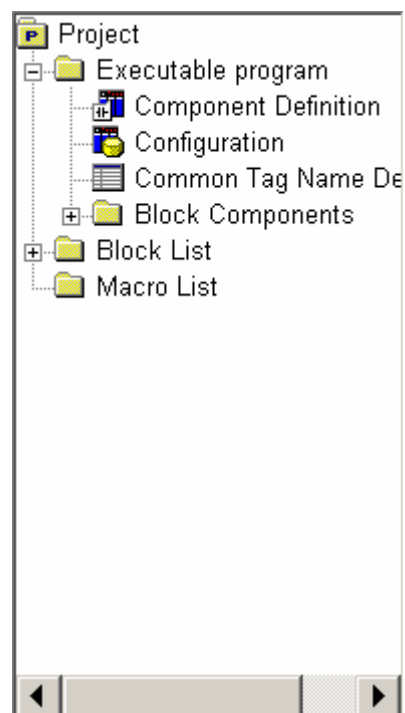 Project
Executable program
Component Definition
Configuration
Common Tag Name De
Block Components
Block List
Macro List